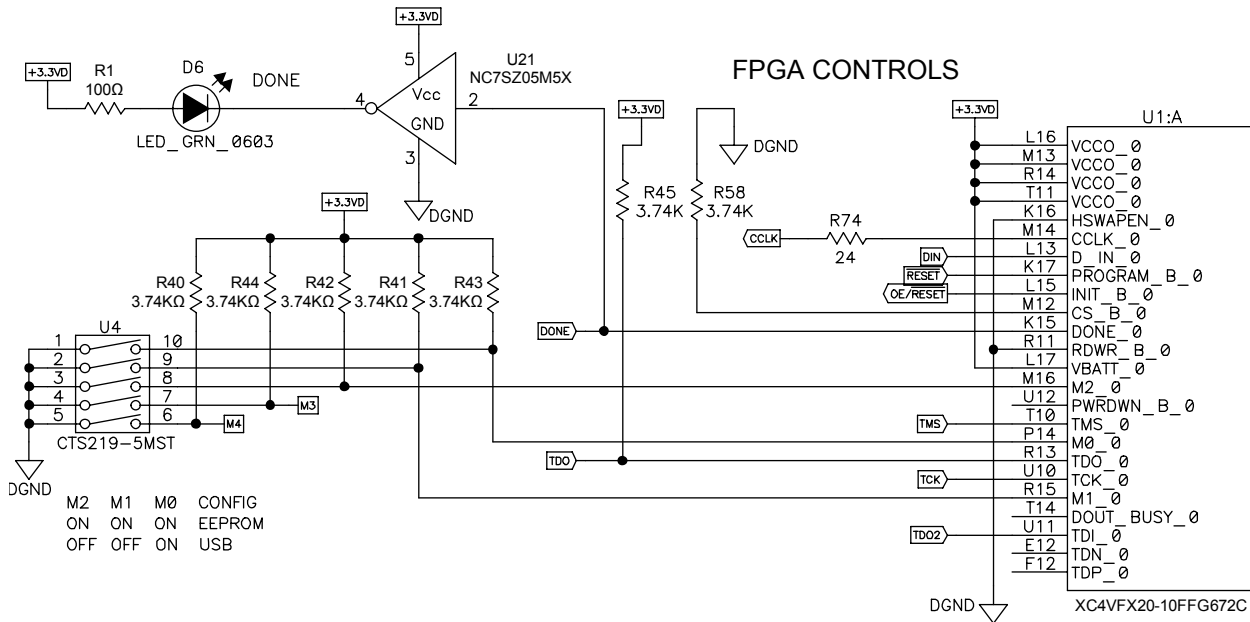 FPGA CONTROLS
+3.3VD
R1
100Ω
D6
DONE
LED_GRN_0603
+3.3VD
5
4
Vcc
GND
2
3
U21
NC7SZ05M5X
DGND
+3.3VD
R45
3.74K
R58
3.74K
DGND
+3.3VD
CCLK
R74
24
DIN
RESET
OE/RESET
DONE
TMS
TDO
TCK
TDO2
+3.3VD
R40
3.74KΩ
R44
3.74KΩ
R42
3.74KΩ
R41
3.74KΩ
R43
3.74KΩ
U4
1 10
2 9
3 8
4 7
5 6
M3
M4
CTS219-5MST
DGND
M2 M1 M0 CONFIG
ON ON ON EEPROM
OFF OFF ON USB
U1:A
L16 VCCO_0
M13 VCCO_0
R14 VCCO_0
T11 VCCO_0
K16 HSWAPEN_0
M14 CCLK_0
L13 D_IN_0
K17 PROGRAM_B_0
L15 INIT_B_0
M12 CS_B_0
K15 DONE_0
R11 RDWR_B_0
L17 VBATT_0
M16 M2_0
U12 PWRDWN_B_0
T10 TMS_0
P14 M0_0
R13 TDO_0
U10 TCK_0
R15 M1_0
T14 DOUT_BUSY_0
U11 TDI_0
E12 TDN_0
F12 TDP_0
DGND
XC4VFX20-10FFG672C